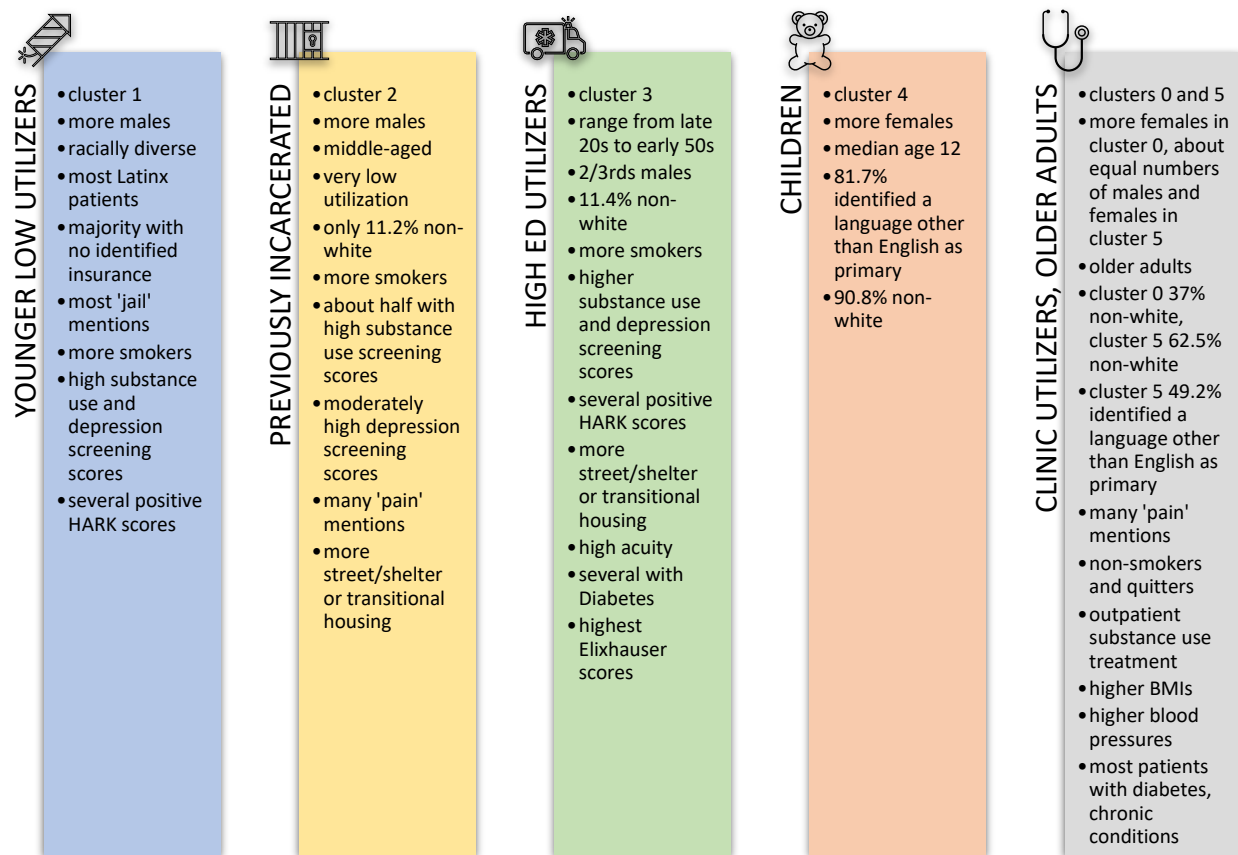 YOUNGER LOW UTILIZERS
•cluster 1
•more males
•racially diverse
•most Latinx
patients
•majority with
no identified
insurance
•most 'jail'
mentions
•more smokers
•high substance
use and
depression
screening
scores
•several positive
HARK scores
PREVIOUSLY INCARCERATED
•cluster 2
•more males
•middle-aged
•very low
utilization
•only 11.2% non-
white
•more smokers
•about half with
high substance
use screening
scores
•moderately
high depression
screening
scores
•many 'pain'
mentions
•more
street/shelter
or transitional
housing
HIGH ED UTILIZERS
•cluster 3
•range from late
20s to early 50s
•2/3rds males
•11.4% non-
white
•more smokers
•higher
substance use
and depression
screening
scores
•several positive
HARK scores
•more
street/shelter
or transitional
housing
•high acuity
•several with
Diabetes
•highest
Elixhauser
scores
CHILDREN
•cluster 4
•more females
•median age 12
•81.7%
identified a
language other
than English as
primary
•90.8% non-
white
CLINIC UTILIZERS, OLDER ADULTS
•clusters 0 and 5
•more females in
cluster 0, about
equal numbers
of males and
females in
cluster 5
•older adults
•cluster 0 37%
non-white,
cluster 5 62.5%
non-white
•cluster 5 49.2%
identified a
language other
than English as
primary
•many 'pain'
mentions
•non-smokers
and quitters
•outpatient
substance use
treatment
•higher BMIs
•higher blood
pressures
•most patients
with diabetes,
chronic
conditions